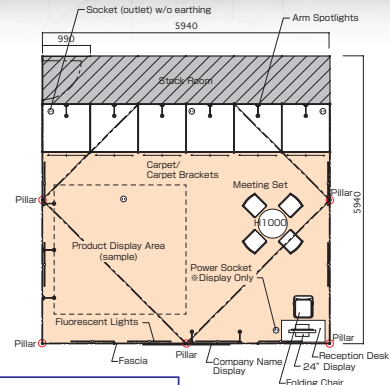 Socket (outlet) w/o earthing
5940
Arm Spotlights
990
Stock Room
Carpet/
Carpet Brackets
Meeting Set
Pillar
Pillar
5940
H1000
Product Display Area
(sample)
Power Socket
※Display Only
Fluorescent Lights
Pillar
Pillar
Pillar
Fascia
Company Name
Display
Reception Desk
24" Display
Folding Chair